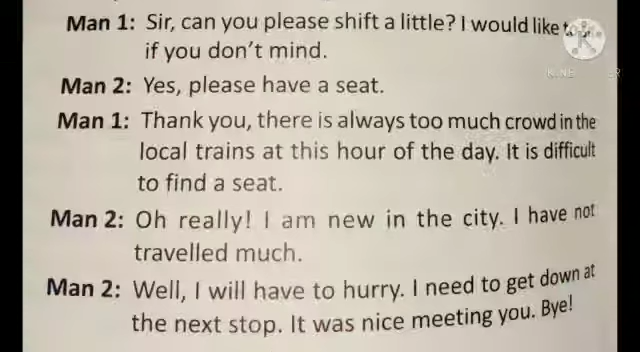 Man 1: Sir, can you please shift a little? I would like
if you don't mind.
Man 2: Yes, please have a seat.
Man 1: Thank you, there is always too much crowd in the
local trains at this hour of the day. It is difficult
to find a seat.
Man 2: Oh really! I am new in the city. I have not
travelled much.
Man 2: Well, I will have to hurry. I need to get down at
the next stop. It was nice meeting you. Bye!